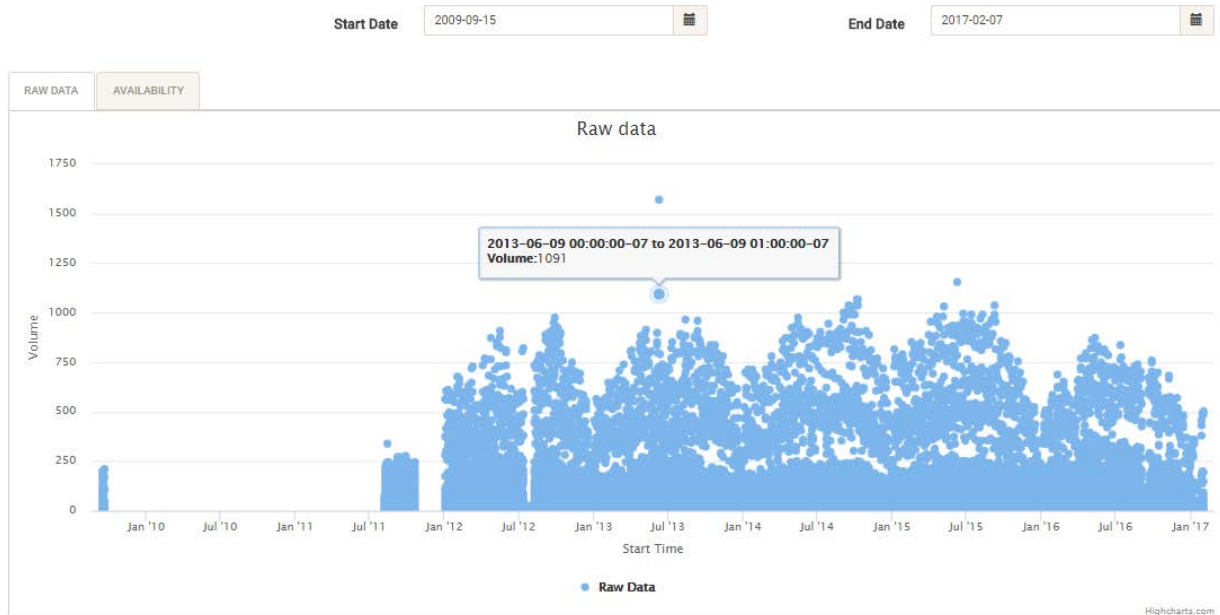 Start Date 2009-09-15 End Date 2017-02-07
RAW DATA AVAILABILITY
Raw data
1750
1500
1250
1000
750
500
250
0
Volume
2013-06-09 00:00:00-07 to 2013-06-09 01:00:00-07
Volume:1091
Jan '10 Jul '10 Jan '11 Jul '11 Jan '12 Jul '12 Jan '13 Jul '13 Jan '14 Jul '14 Jan '15 Jul '15 Jan '16 Jul '16 Jan '17
Start Time
Raw Data
Highcharts.com